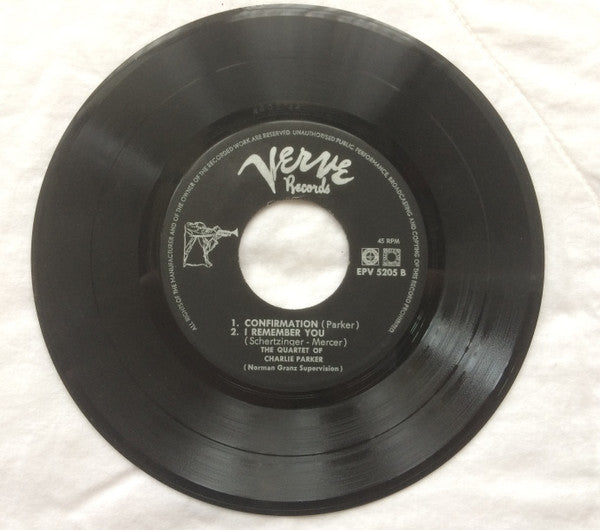 ALL RIGHTS OF THE MANUFACTURER AND OF THE OWNER OF THE RECORDED WORK ARE RESERVED. UNAUTHORISED PUBLIC PERFORMANCE, BROADCASTING AND COPYING OF THIS RECORD PROHIBITED
VERVE
Records
45 RPM
EPV 5205 B
1. CONFIRMATION (Parker)
2. I REMEMBER YOU
(Schertzinger - Mercer)
THE QUARTET OF
CHARLIE PARKER
(Norman Granz Supervision)